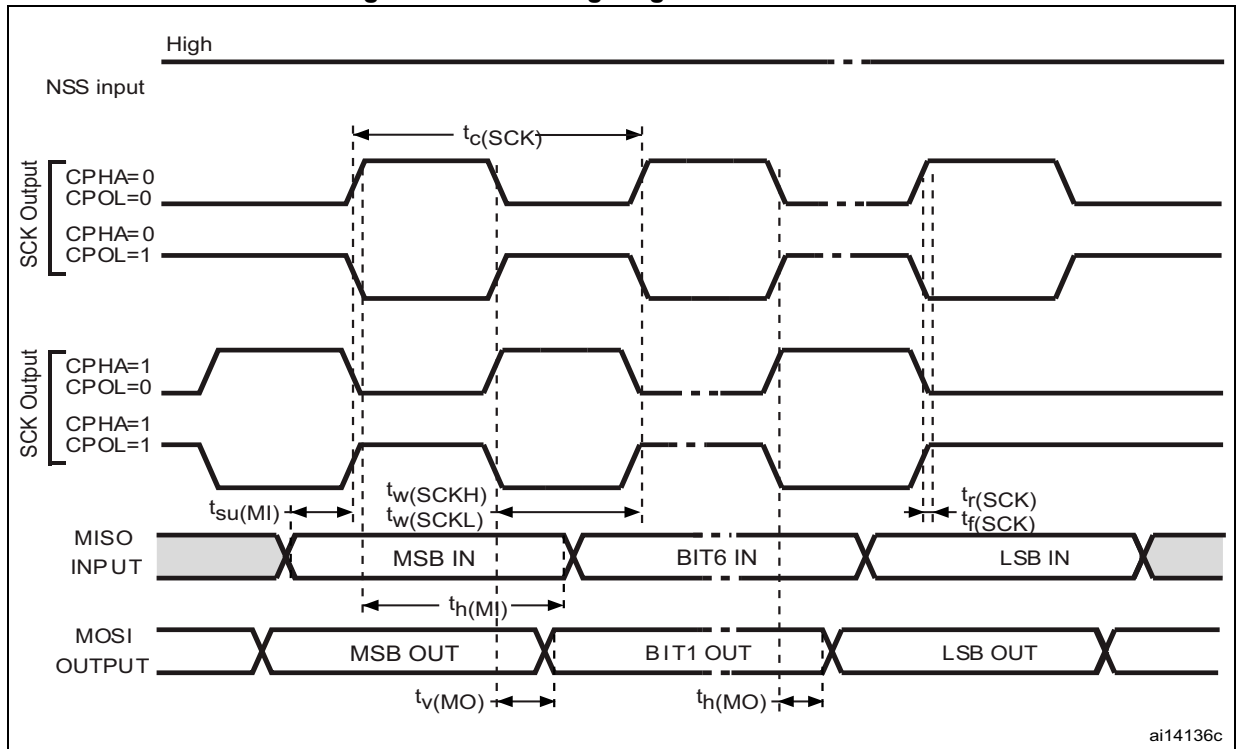 High
NSS input
tc(SCK)
SCK Output
CPHA=0
CPOL=0
CPHA=0
CPOL=1
SCK Output
CPHA=1
CPOL=0
CPHA=1
CPOL=1
tsu(MI)
tw(SCKH)
tw(SCKL)
tr(SCK)
tf(SCK)
MISO
INPUT
MSB IN
BIT6 IN
LSB IN
th(MI)
MOSI
OUTPUT
MSB OUT
BIT1 OUT
LSB OUT
tv(MO)
th(MO)
ai14136c